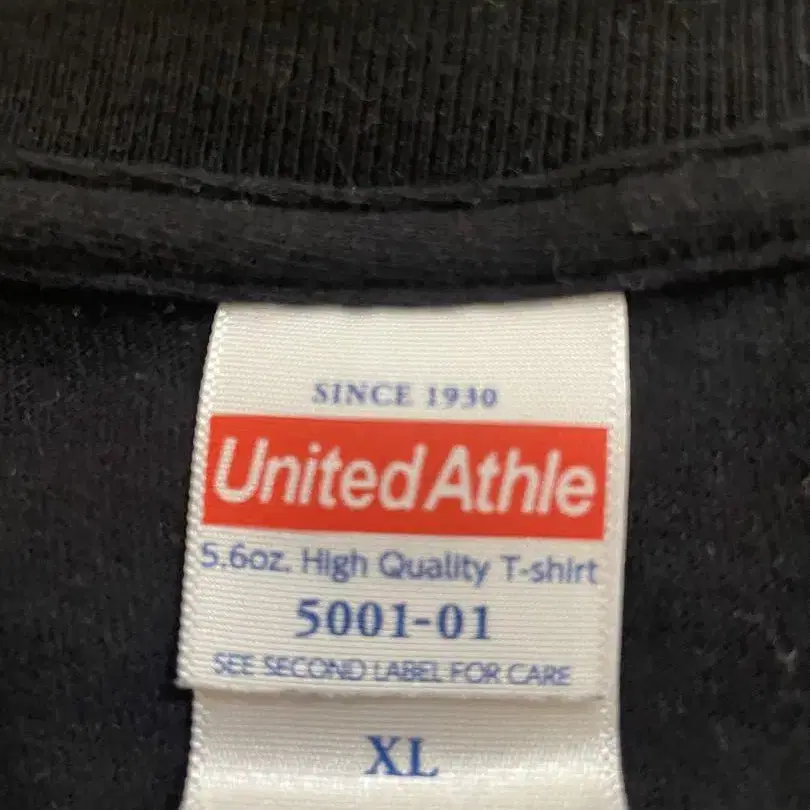 SINCE 1930
United Athle
5.6oz. High Quality T-shirt
5001-01
SEE SECOND LABEL FOR CARE
XL